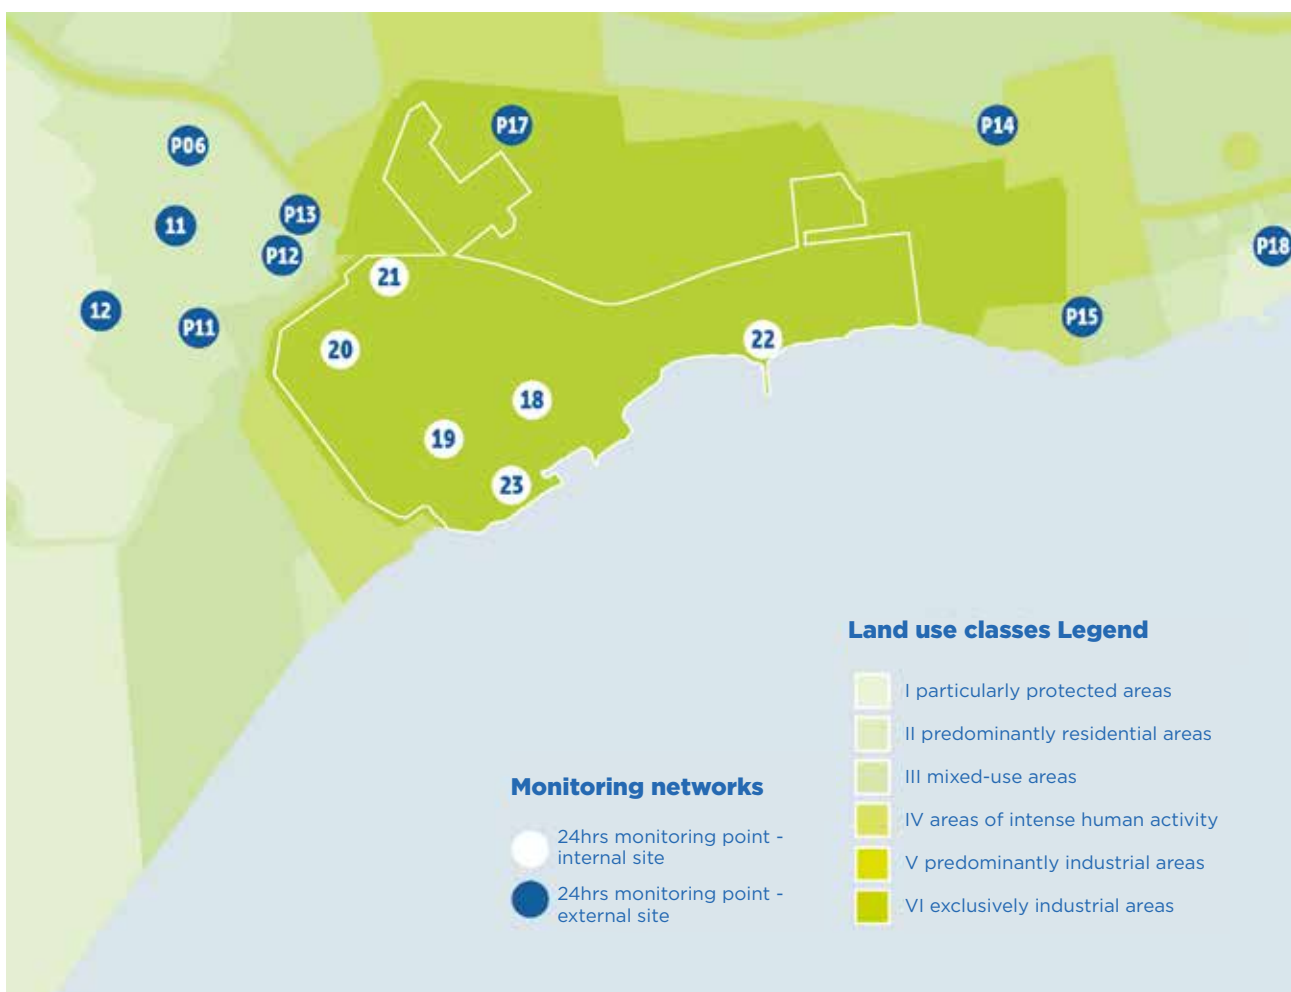 P17
P14
P06
P13
11
P12
P18
21
12
P15
P11
22
20
18
19
23
Land use classes Legend
I particularly protected areas
II predominantly residential areas
III mixed-use areas
IV areas of intense human activity
V predominantly industrial areas
VI exclusively industrial areas
Monitoring networks
24hrs monitoring point -
internal site
24hrs monitoring point -
external site